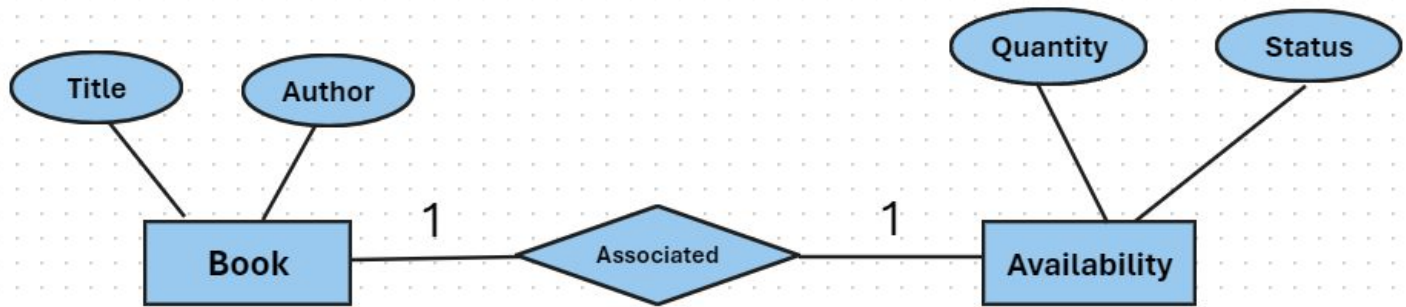 Quantity
Status
Title
Author
1
1
Book
Associated
Availability